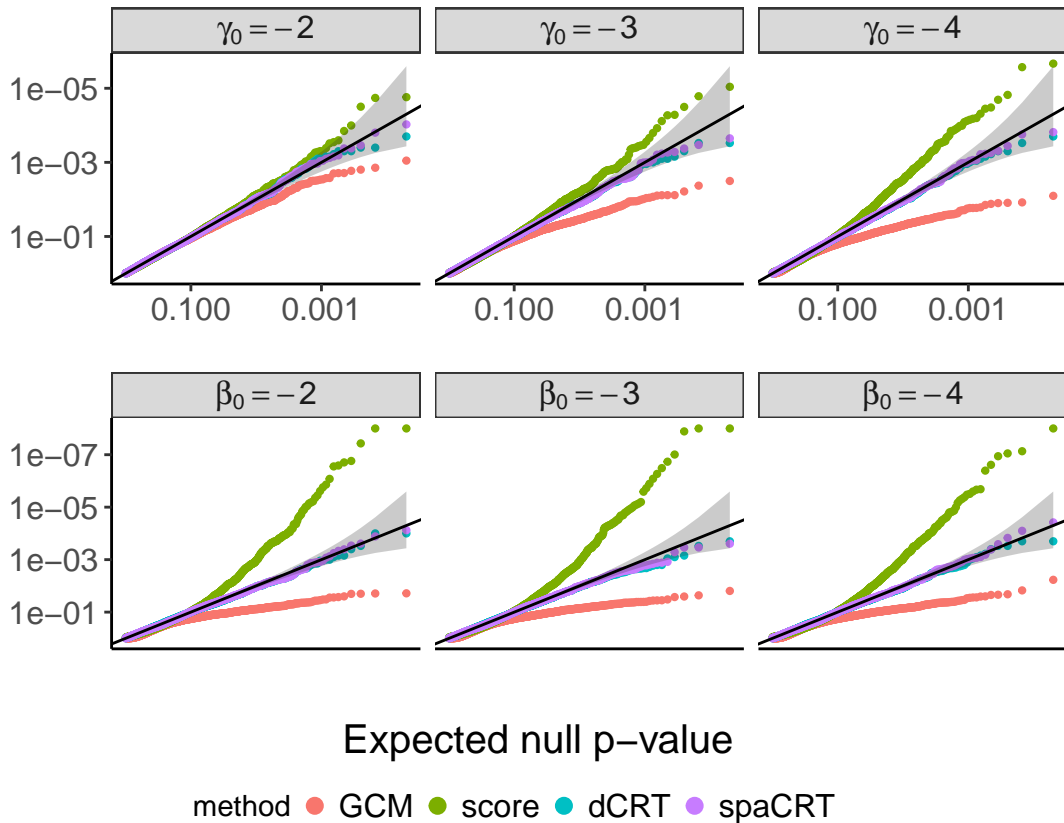 γ₀ = −2 γ₀ = −3 γ₀ = −4
1e−05
1e−03
1e−01
0.100 0.001 0.100 0.001 0.100 0.001
β₀ = −2 β₀ = −3 β₀ = −4
1e−07
1e−05
1e−03
1e−01
Expected null p−value
method GCM score dCRT spaCRT